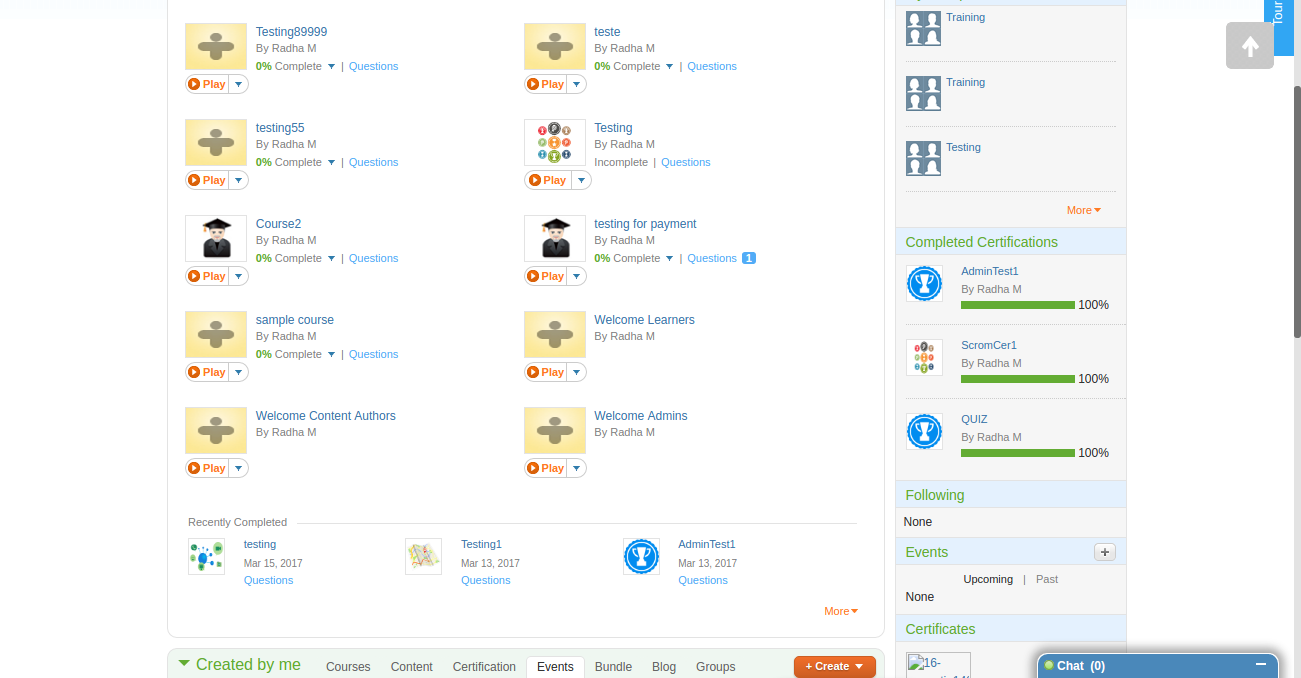 Testing89999
By Radha M
0% Complete | Questions
Play
teste
By Radha M
0% Complete | Questions
Play
testing55
By Radha M
0% Complete | Questions
Play
Testing
By Radha M
Incomplete | Questions
Play
Course2
By Radha M
0% Complete | Questions
Play
testing for payment
By Radha M
0% Complete | Questions 1
Play
sample course
By Radha M
0% Complete | Questions
Play
Welcome Learners
By Radha M
Play
Welcome Content Authors
By Radha M
Play
Welcome Admins
By Radha M
Play
Recently Completed
testing
Mar 15, 2017
Questions
Testing1
Mar 13, 2017
Questions
AdminTest1
Mar 13, 2017
Questions
More
Created by me
Courses
Content
Certification
Events
Bundle
Blog
Groups
+ Create
Training
Training
Testing
More
Completed Certifications
AdminTest1
By Radha M
100%
ScromCer1
By Radha M
100%
QUIZ
By Radha M
100%
Following
None
Events
+
Upcoming | Past
None
Certificates
16-
Chat (0)
Tour